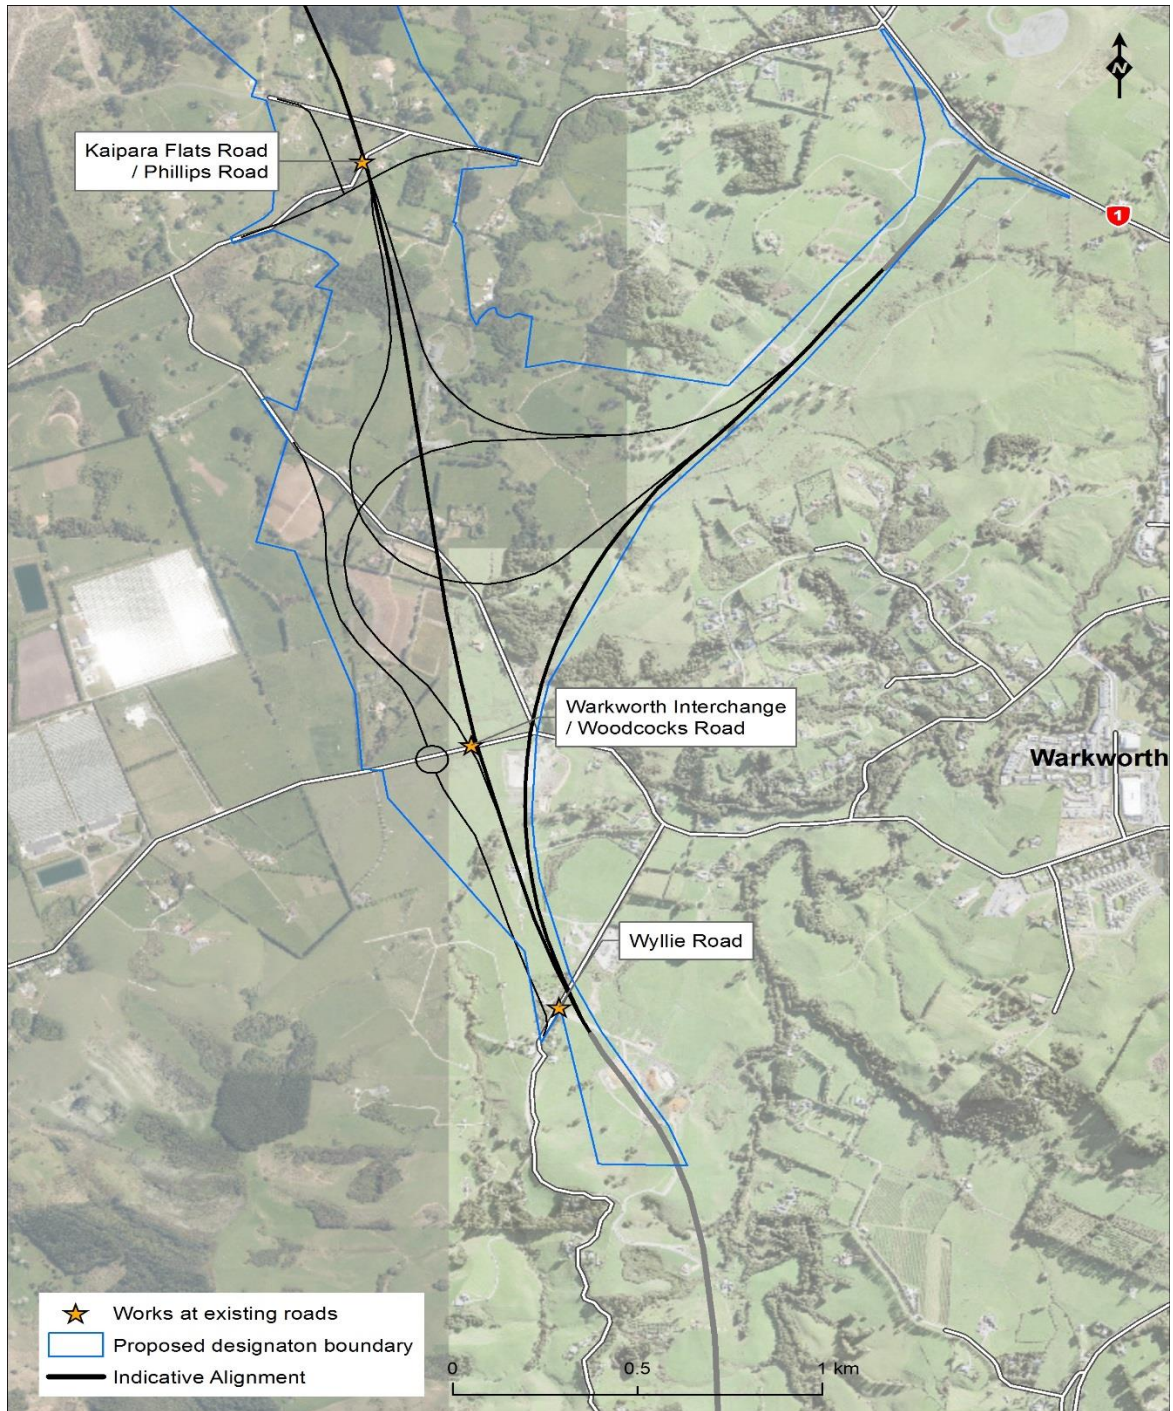 N
Kaipara Flats Road
/ Phillips Road
1
Warkworth Interchange
/ Woodcocks Road
Warkworth
Wyllie Road
Works at existing roads
Proposed designaton boundary
Indicative Alignment
0 0.5 1 km